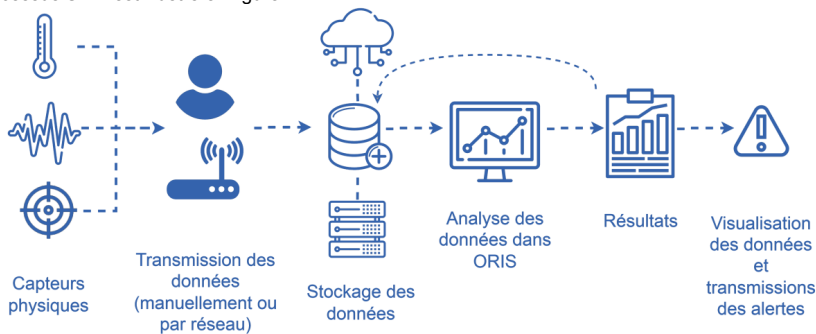 Capteurs
physiques
Transmission des
données
(manuellement ou
par réseau)
Stockage des
données
Analyse des
données dans
ORIS
Résultats
Visualisation
des données
et
transmissions
des alertes